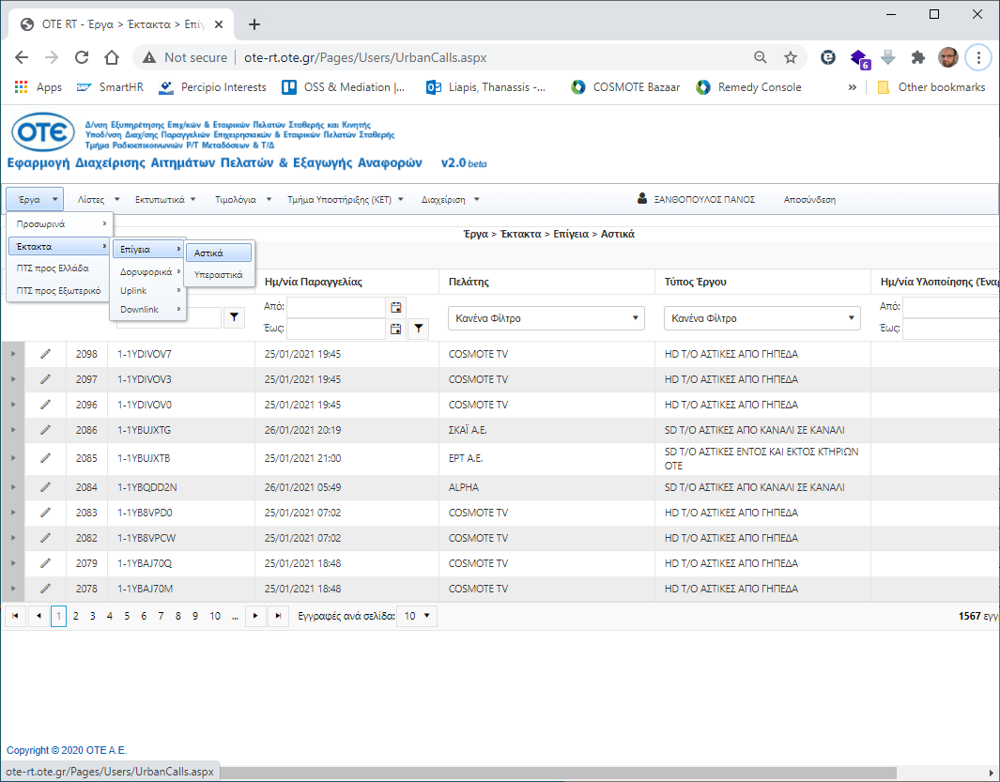 OTE RT - Έργα > Έκτακτα > Επίγ
Not secure
ote-rt.ote.gr/Pages/Users/UrbanCalls.aspx
6
Apps
SmartHR
Percipio Interests
OSS & Mediation |...
Liapis, Thanassis -...
COSMOTE Bazaar
Remedy Console
»
Other bookmarks
OTE
Δ/νση Εξυπηρέτησης Επιχ/κών & Εταιρικών Πελατών Σταθερής και Κινητής
Υποδ/νση Διαχ/σης Παραγγελιών Επιχειρησιακών & Εταιρικών Πελατών Σταθερής
Τμήμα Ραδιοεπικοινωνιών Ρ/Τ Μεταδόσεων & Τ/Δ
Εφαρμογή Διαχείρισης Αιτημάτων Πελατών & Εξαγωγής Αναφορών v2.0 beta
Έργα
Λίστες
Εκτυπωτικά
Τιμολόγια
Τμήμα Υποστήριξης (ΚΕΤ)
Διαχείριση
ΞΑΝΘΟΠΟΥΛΟΣ ΠΑΝΟΣ
Αποσύνδεση
Προσωρινά
Έκτακτα
ΠΤΣ προς Ελλάδα
ΠΤΣ προς Εξωτερικό
Επίγεια
Δορυφορικά
Uplink
Downlink
Αστικά
Υπεραστικά
Έργα > Έκτακτα > Επίγεια > Αστικά
Ημ/νία Παραγγελίας
Πελάτης
Τύπος Έργου
Ημ/νία Υλοποίησης (Έναρ
Από:
Έως:
Κανένα Φίλτρο
Κανένα Φίλτρο
Από:
Έως:
2098 1-1YDIVOV7 25/01/2021 19:45 COSMOTE TV HD T/O ΑΣΤΙΚΕΣ ΑΠΟ ΓΗΠΕΔΑ
2097 1-1YDIVOV3 25/01/2021 19:45 COSMOTE TV HD T/O ΑΣΤΙΚΕΣ ΑΠΟ ΓΗΠΕΔΑ
2096 1-1YDIVOV0 25/01/2021 19:45 COSMOTE TV HD T/O ΑΣΤΙΚΕΣ ΑΠΟ ΓΗΠΕΔΑ
2086 1-1YBUJXTG 26/01/2021 20:19 ΣΚΑΪ Α.Ε. SD T/O ΑΣΤΙΚΕΣ ΑΠΟ ΚΑΝΑΛΙ ΣΕ ΚΑΝΑΛΙ
2085 1-1YBUJXTB 25/01/2021 21:00 ΕΡΤ Α.Ε. SD T/O ΑΣΤΙΚΕΣ ΕΝΤΟΣ ΚΑΙ ΕΚΤΟΣ ΚΤΗΡΙΩΝ
ΟΤΕ
2084 1-1YBQDD2N 26/01/2021 05:49 ALPHA SD T/O ΑΣΤΙΚΕΣ ΑΠΟ ΚΑΝΑΛΙ ΣΕ ΚΑΝΑΛΙ
2083 1-1YB8VPD0 25/01/2021 07:02 COSMOTE TV HD T/O ΑΣΤΙΚΕΣ ΑΠΟ ΓΗΠΕΔΑ
2082 1-1YB8VPCW 25/01/2021 07:02 COSMOTE TV HD T/O ΑΣΤΙΚΕΣ ΑΠΟ ΓΗΠΕΔΑ
2079 1-1YBAJ70Q 25/01/2021 18:48 COSMOTE TV HD T/O ΑΣΤΙΚΕΣ ΑΠΟ ΓΗΠΕΔΑ
2078 1-1YBAJ70M 25/01/2021 18:48 COSMOTE TV HD T/O ΑΣΤΙΚΕΣ ΑΠΟ ΓΗΠΕΔΑ
1 2 3 4 5 6 7 8 9 10 ... Εγγραφές ανά σελίδα: 10 1567 εγγ
Copyright © 2020 OTE A.E.
ote-rt.ote.gr/Pages/Users/UrbanCalls.aspx